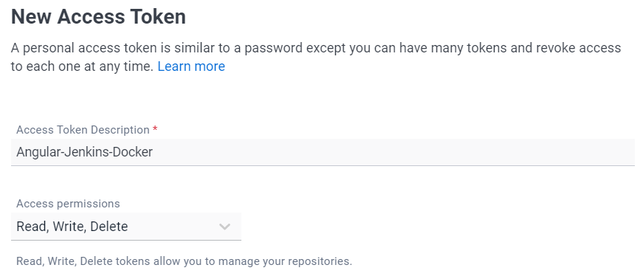 New Access Token
A personal access token is similar to a password except you can have many tokens and revoke access
to each one at any time. Learn more
Access Token Description *
Angular-Jenkins-Docker
Access permissions
Read, Write, Delete
Read, Write, Delete tokens allow you to manage your repositories.